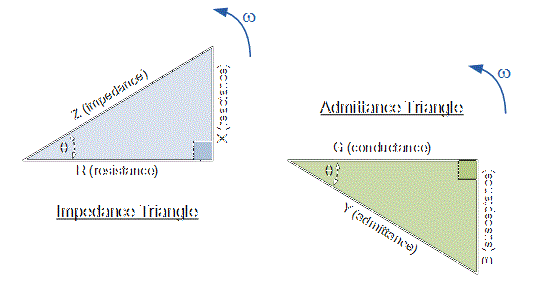 ω
Z (impedance)
X (reactance)
θ
R (resistance)
Impedance Triangle
ω
Admittance Triangle
G (conductance)
θ
Y (admittance)
B (susceptance)